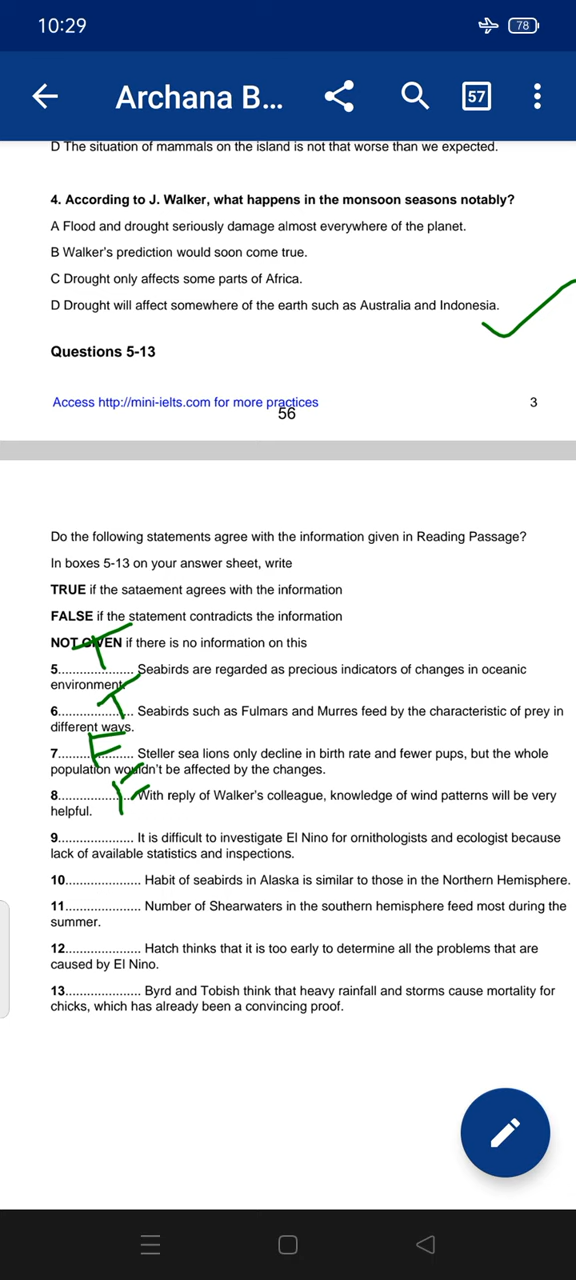 10:29
78
Archana B...
57
D The situation of mammals on the island is not that worse than we expected.
4. According to J. Walker, what happens in the monsoon seasons notably?
A Flood and drought seriously damage almost everywhere of the planet.
B Walker's prediction would soon come true.
C Drought only affects some parts of Africa.
D Drought will affect somewhere of the earth such as Australia and Indonesia.
Questions 5-13
Access http://mini-ielts.com for more practices
3
56
Do the following statements agree with the information given in Reading Passage?
In boxes 5-13 on your answer sheet, write
TRUE if the sataement agrees with the information
FALSE if the statement contradicts the information
NOT GIVEN if there is no information on this
T
5.................... Seabirds are regarded as precious indicators of changes in oceanic
environment.
T
6.................... Seabirds such as Fulmars and Murres feed by the characteristic of prey in
different ways.
F
7.................... Steller sea lions only decline in birth rate and fewer pups, but the whole
population wouldn't be affected by the changes.
F
8.................... With reply of Walker's colleague, knowledge of wind patterns will be very
helpful.
9.................... It is difficult to investigate El Nino for ornithologists and ecologist because
lack of available statistics and inspections.
10.................... Habit of seabirds in Alaska is similar to those in the Northern Hemisphere.
11.................... Number of Shearwaters in the southern hemisphere feed most during the
summer.
12.................... Hatch thinks that it is too early to determine all the problems that are
caused by El Nino.
13.................... Byrd and Tobish think that heavy rainfall and storms cause mortality for
chicks, which has already been a convincing proof.